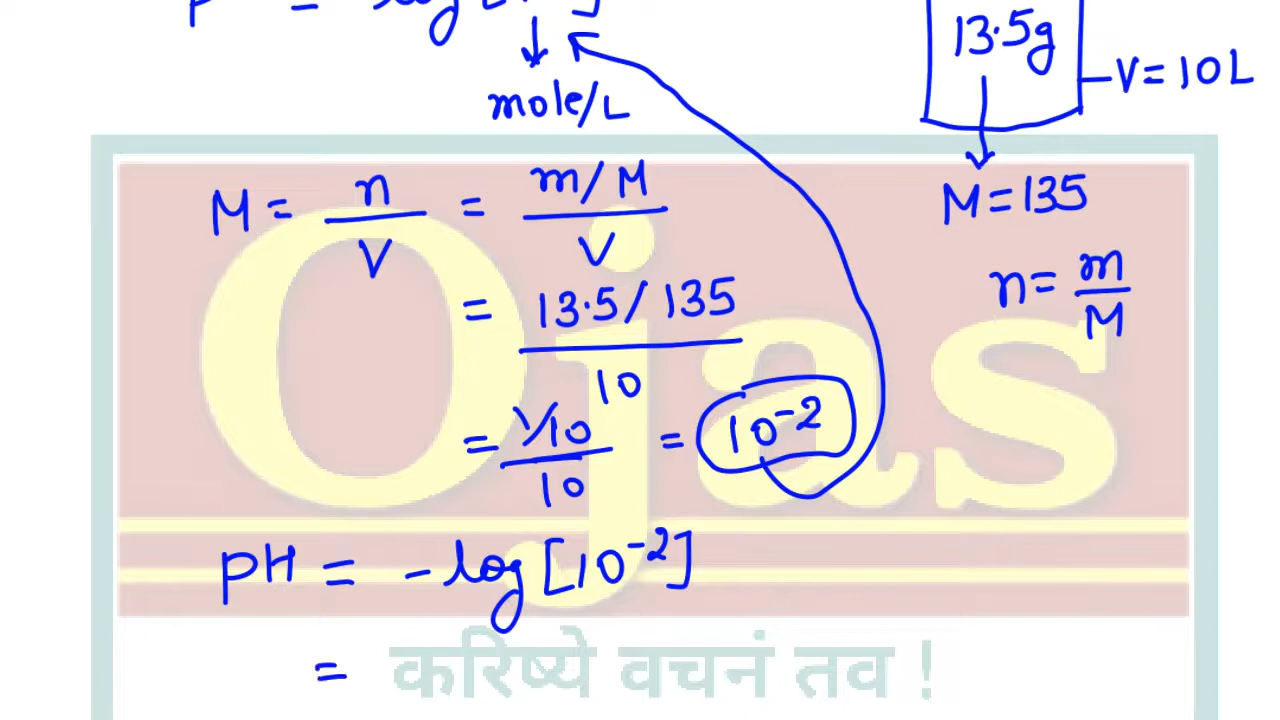 = -log [
13.5g
V = 10L
mole/L
M = 135
M = n/V = m/M / V
n = m/M
= 13.5/135 / 10
= 1/10 / 10 = 10⁻²
PH = -log [10⁻²]
=
Ojas
करिष्ये वचनं तव !